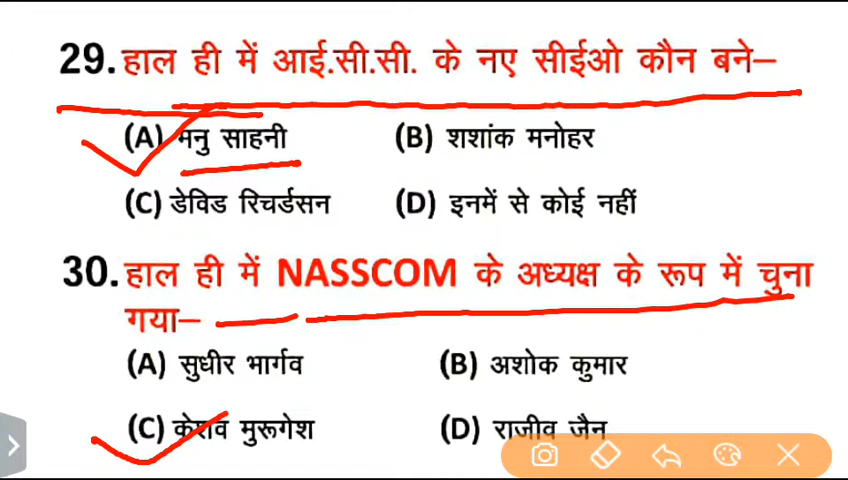 29. हाल ही में आई.सी.सी. के नए सीईओ कौन बने–
(A) मनु साहनी (B) शशांक मनोहर
(C) डेविड रिचर्डसन (D) इनमें से कोई नहीं
30. हाल ही में NASSCOM के अध्यक्ष के रूप में चुना
गया–
(A) सुधीर भार्गव (B) अशोक कुमार
(C) केशव मुरूगेश (D) राजीव जैन